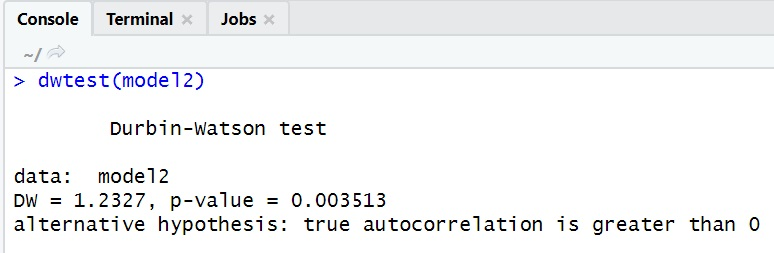 Console Terminal Jobs
~/
> dwtest(model2)
Durbin-Watson test
data:  model2
DW = 1.2327, p-value = 0.003513
alternative hypothesis: true autocorrelation is greater than 0